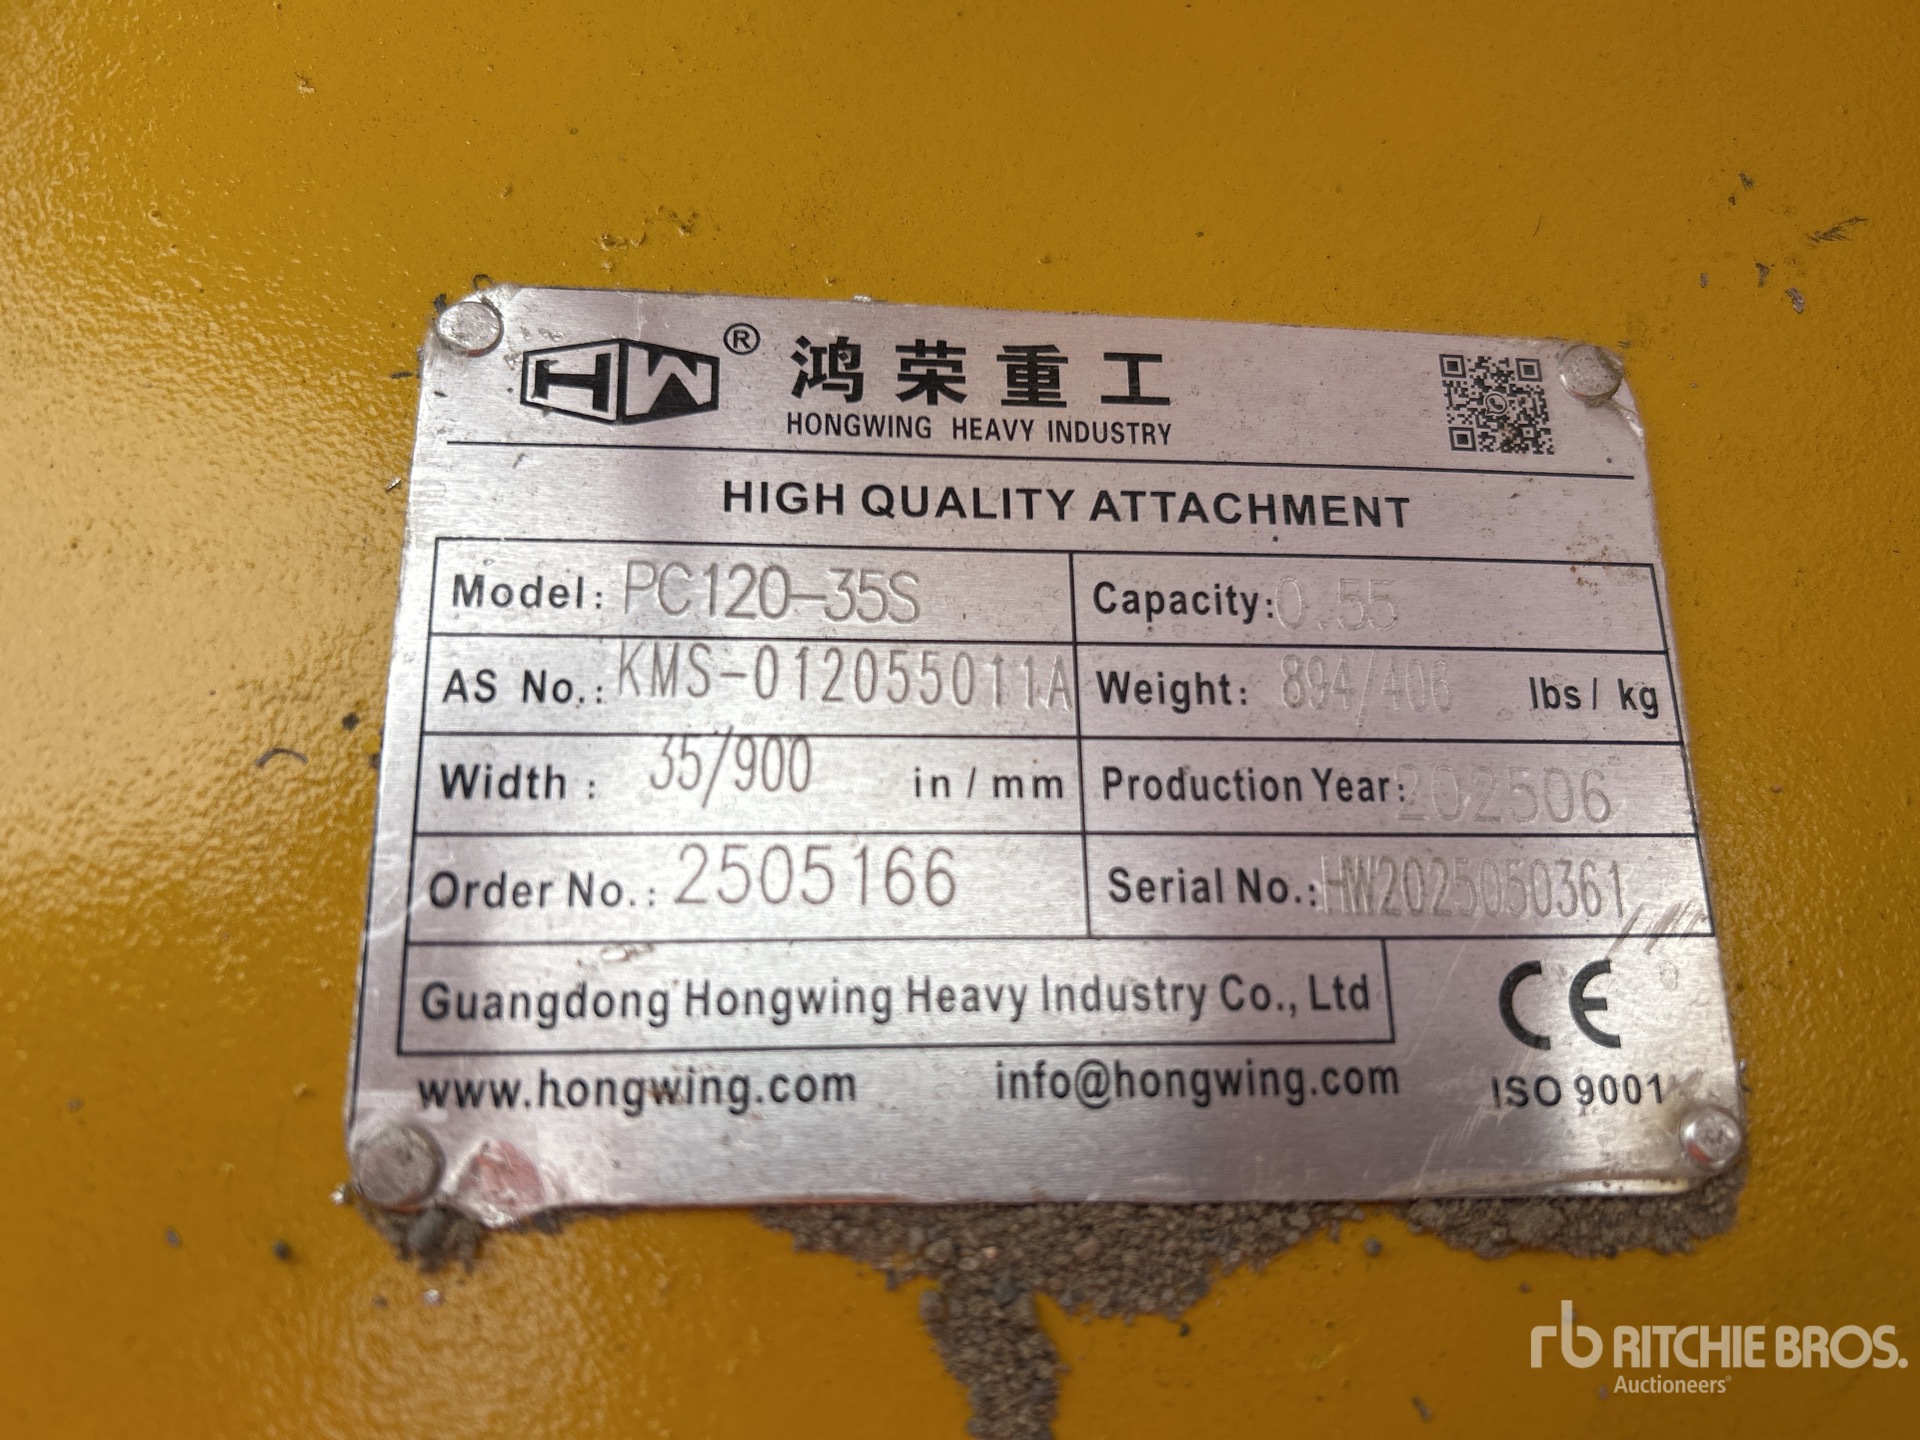 HW® 鸿荣重工
HONGWING HEAVY INDUSTRY
HIGH QUALITY ATTACHMENT
Model: PC120-35S Capacity: 0.55
AS No.: KMS-012055011A Weight: 894/406 lbs/ kg
Width: 35/900 in/mm Production Year: 202506
Order No.: 2505166 Serial No.: HW2025050361
Guangdong Hongwing Heavy Industry Co., Ltd CE
www.hongwing.com info@hongwing.com ISO 9001
rb RITCHIE BROS.
Auctioneers